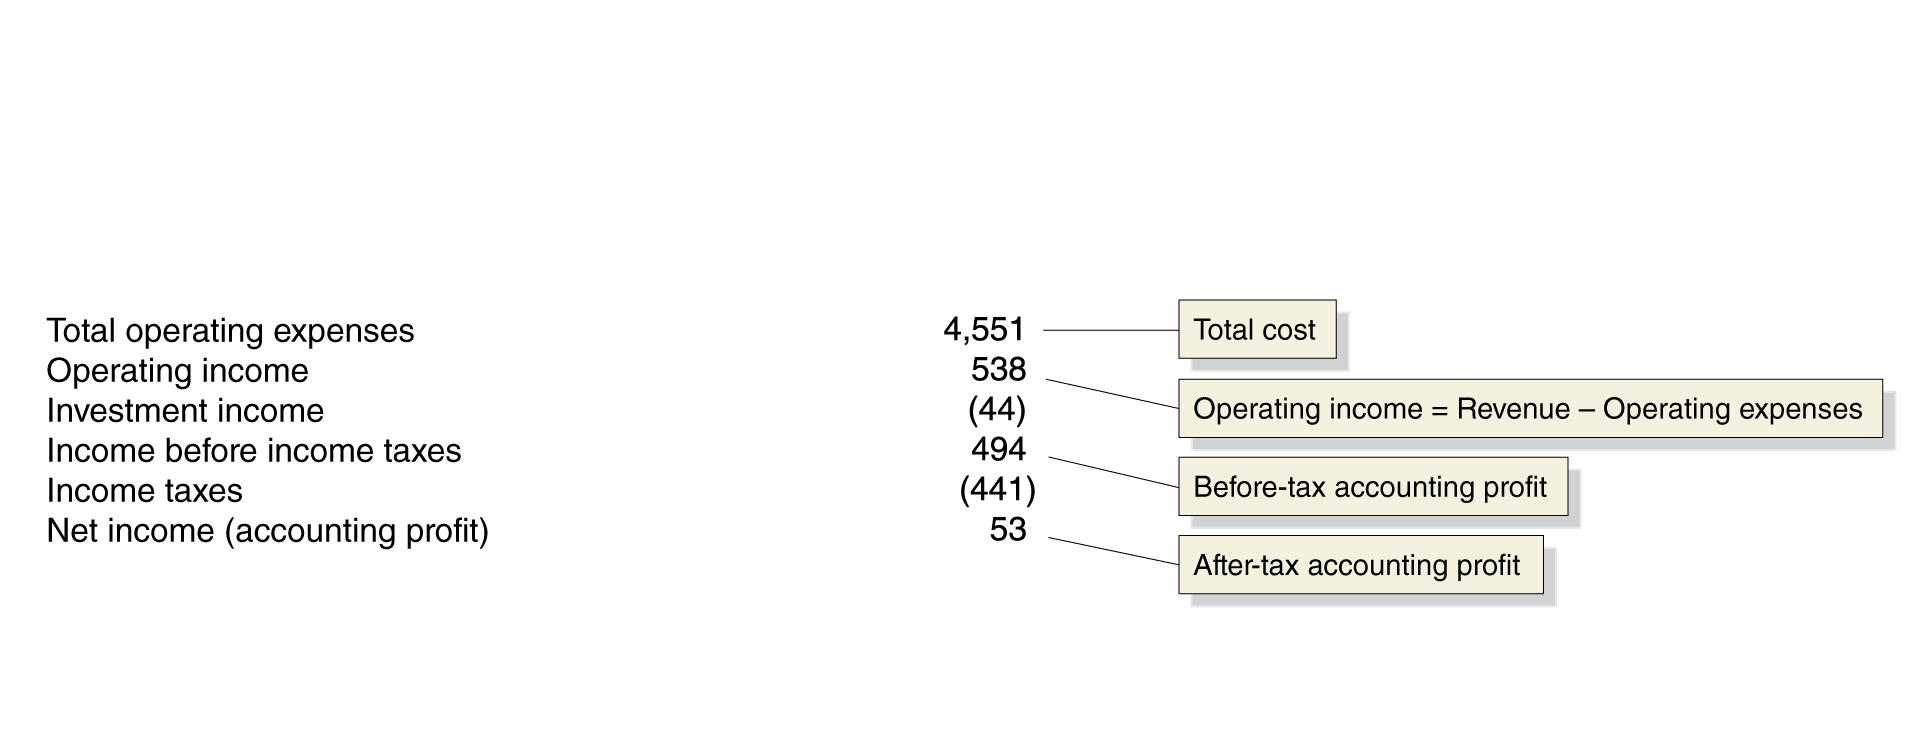 Total operating expenses 4,551 Total cost
Operating income 538
Operating income = Revenue – Operating expenses
Investment income (44)
Income before income taxes 494
Before-tax accounting profit
Income taxes (441)
Net income (accounting profit) 53
After-tax accounting profit